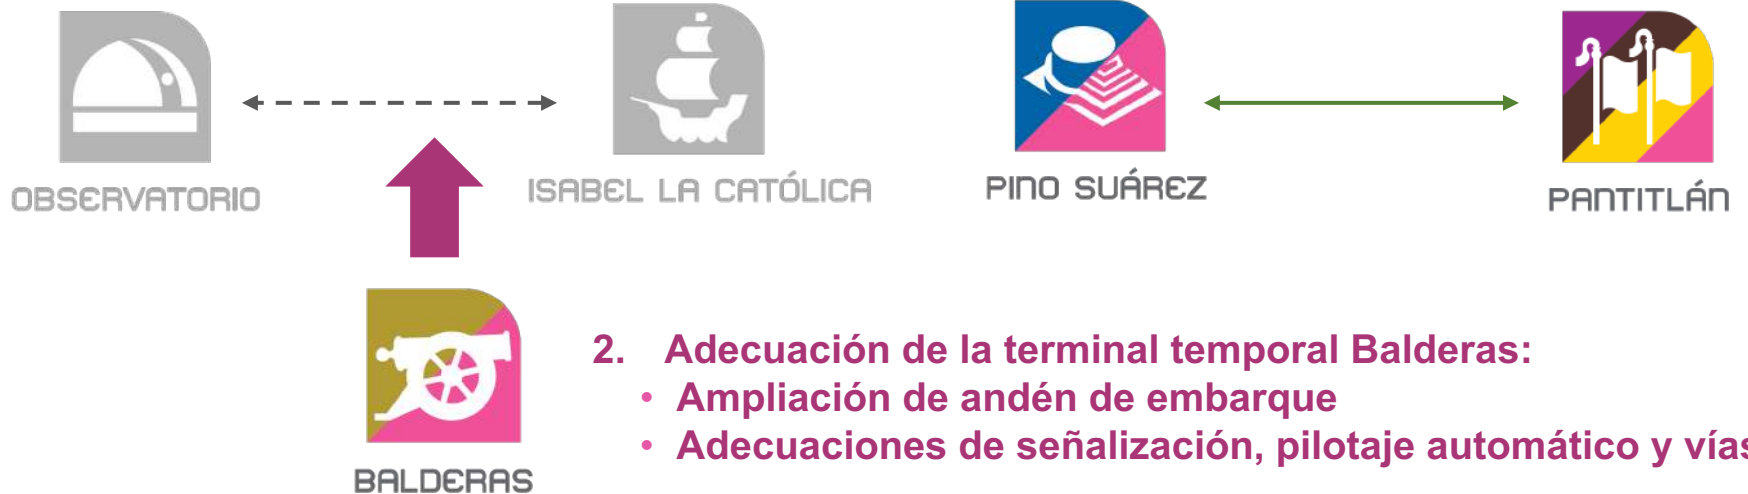 OBSERVATORIO
ISABEL LA CATÓLICA
PINO SUÁREZ
PANTITLÁN
BALDERAS
2. Adecuación de la terminal temporal Balderas:
• Ampliación de andén de embarque
• Adecuaciones de señalización, pilotaje automático y vías